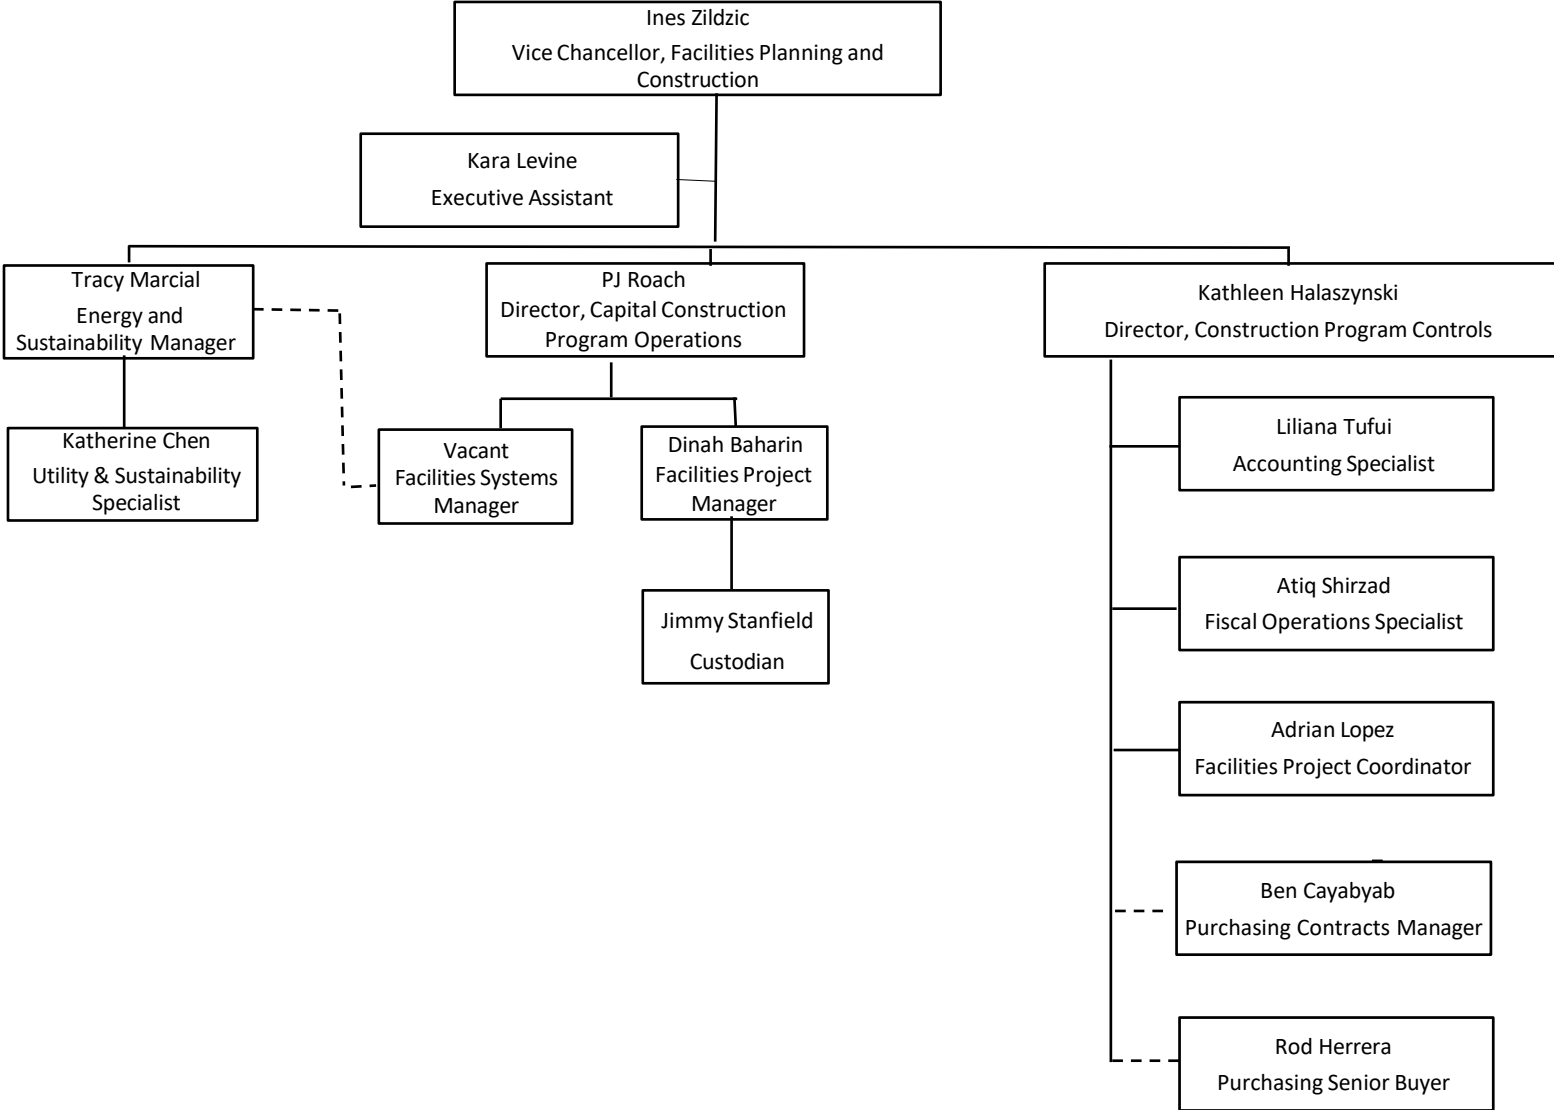 Ines Zildzic
Vice Chancellor, Facilities Planning and
Construction
Kara Levine
Executive Assistant
Tracy Marcial
Energy and
Sustainability Manager
PJ Roach
Director, Capital Construction
Program Operations
Kathleen Halaszynski
Director, Construction Program Controls
Katherine Chen
Utility & Sustainability
Specialist
Vacant
Facilities Systems
Manager
Dinah Baharin
Facilities Project
Manager
Jimmy Stanfield
Custodian
Liliana Tufui
Accounting Specialist
Atiq Shirzad
Fiscal Operations Specialist
Adrian Lopez
Facilities Project Coordinator
Ben Cayabyab
Purchasing Contracts Manager
Rod Herrera
Purchasing Senior Buyer